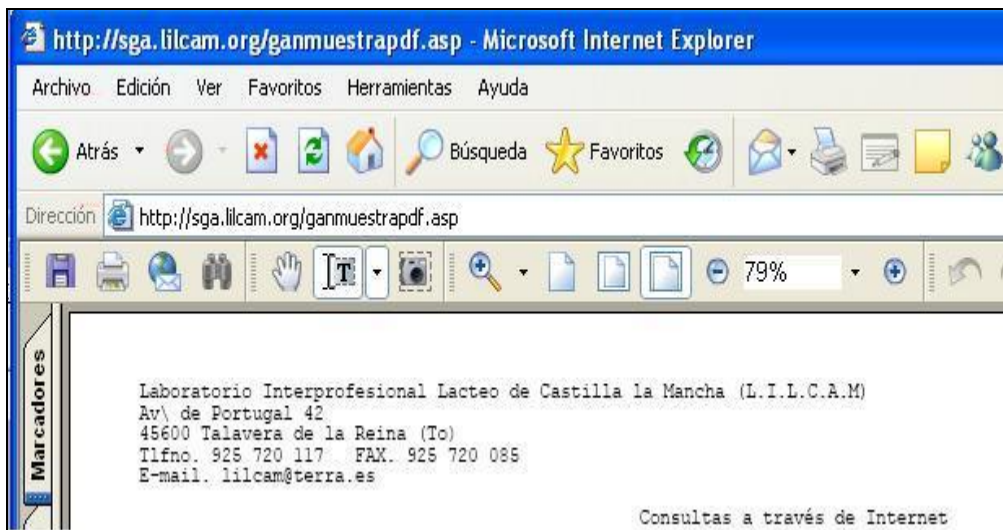 http://sga.lilcam.org/ganmuestrapdf.asp - Microsoft Internet Explorer
Archivo Edición Ver Favoritos Herramientas Ayuda
Atrás Búsqueda Favoritos
Dirección http://sga.lilcam.org/ganmuestrapdf.asp
T 79%
Marcadores
Laboratorio Interprofesional Lacteo de Castilla la Mancha (L.I.L.C.A.M)
Av\ de Portugal 42
45600 Talavera de la Reina (To)
Tlfno. 925 720 117 FAX. 925 720 085
E-mail. lilcam@terra.es
Consultas a través de Internet